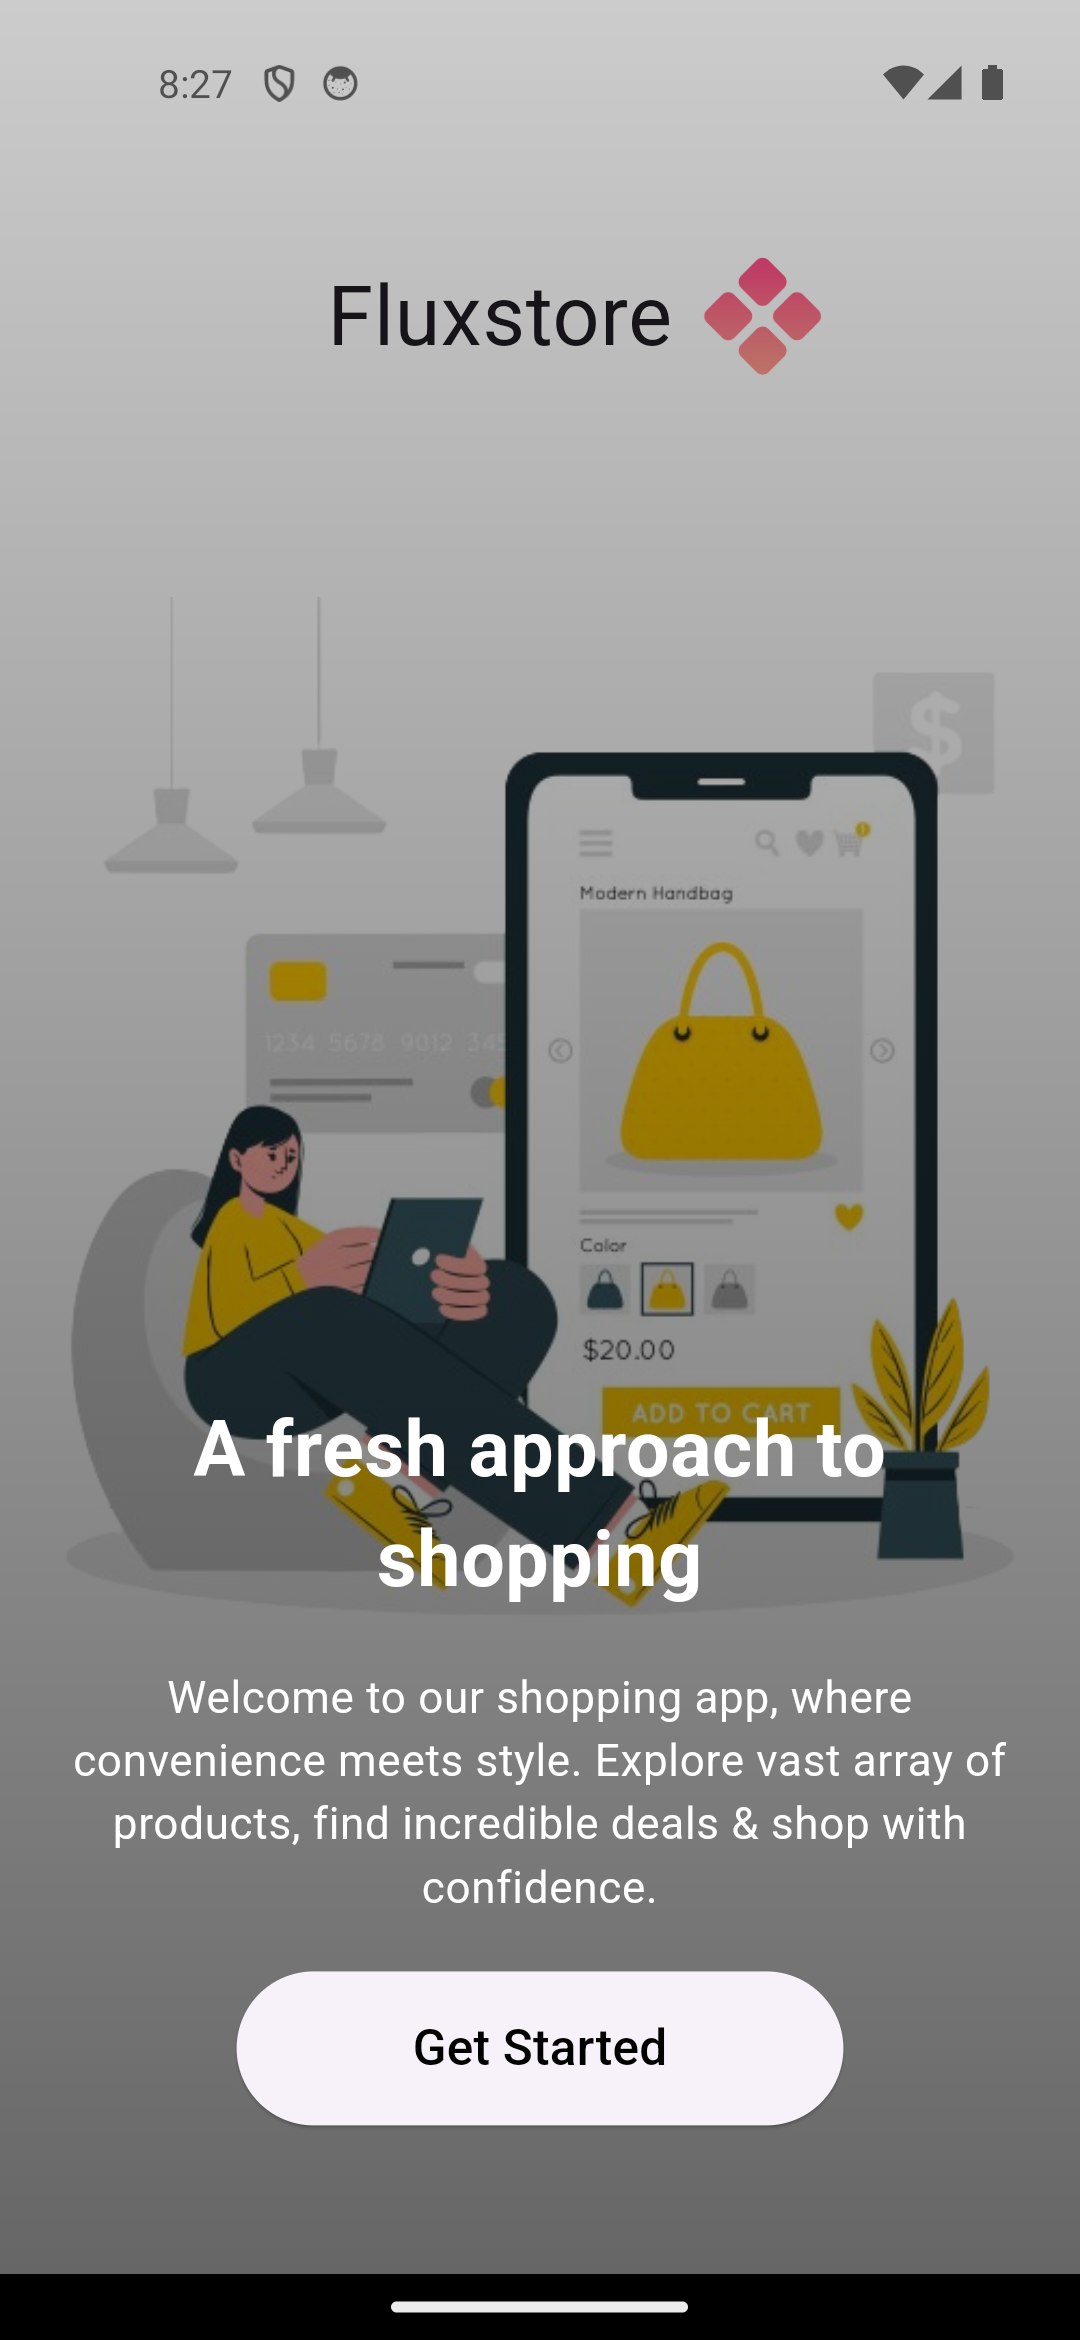 8:27
Fluxstore
$
Modern Handbag
1234 5678 9012 345
Color
$20.00
ADD TO CART
A fresh approach to
shopping
Welcome to our shopping app, where
convenience meets style. Explore vast array of
products, find incredible deals & shop with
confidence.
Get Started